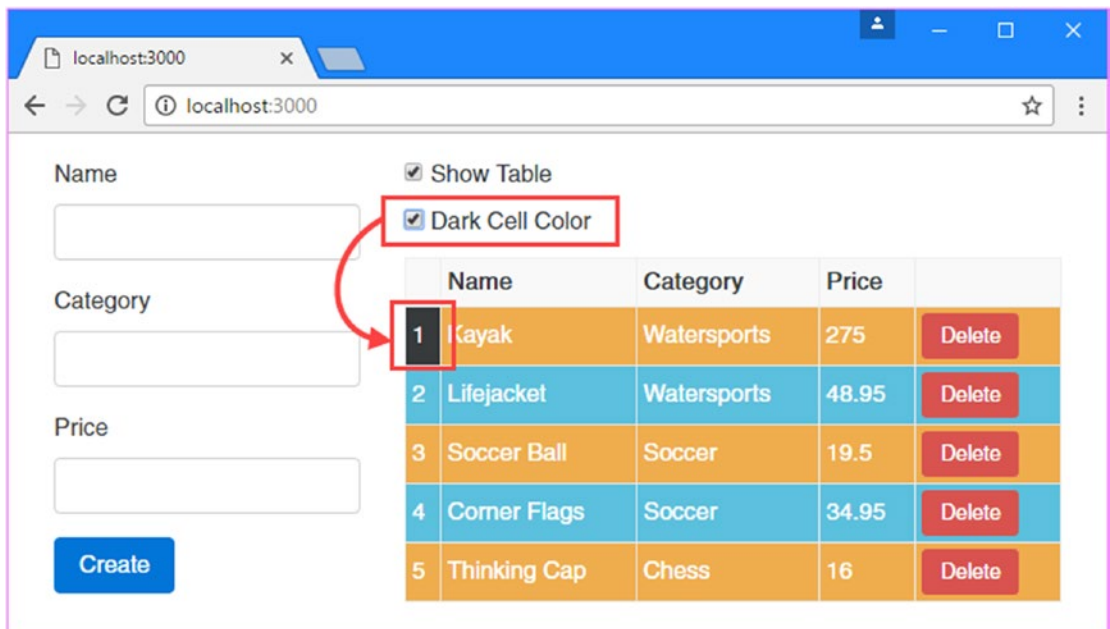 localhost:3000
localhost:3000
Name
Category
Price
Create
Show Table
Dark Cell Color
Name Category Price
1 Kayak Watersports 275 Delete
2 Lifejacket Watersports 48.95 Delete
3 Soccer Ball Soccer 19.5 Delete
4 Corner Flags Soccer 34.95 Delete
5 Thinking Cap Chess 16 Delete